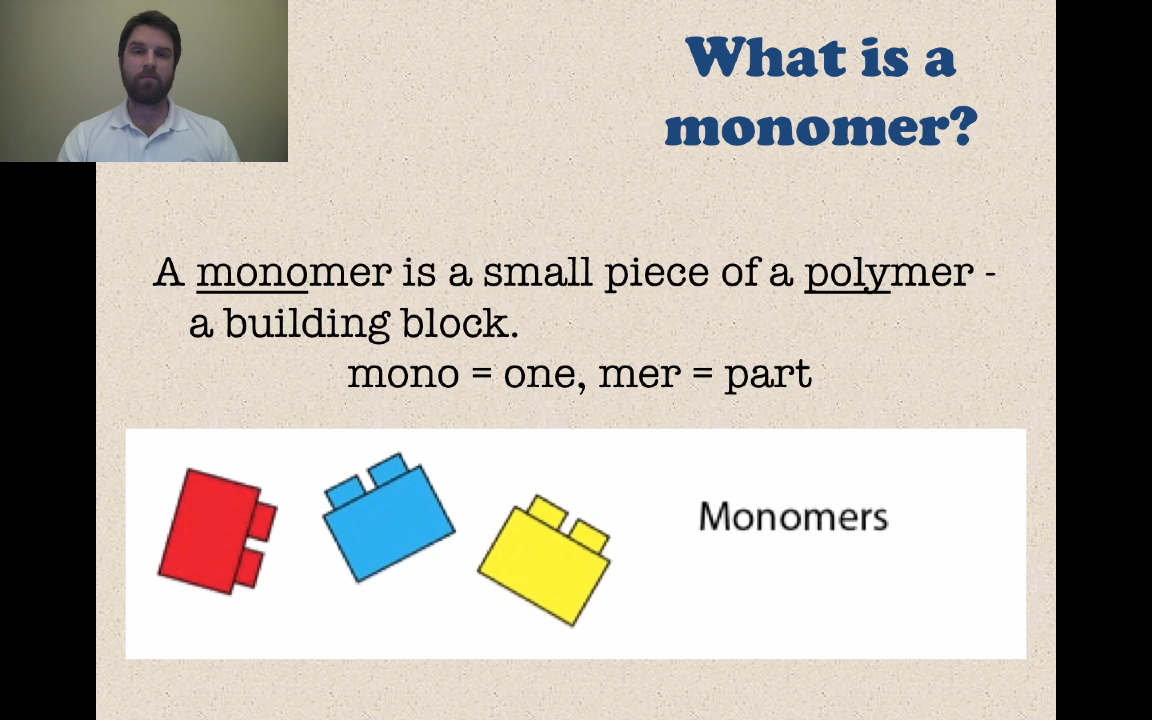 What is a
monomer?
A monomer is a small piece of a polymer -
a building block.
mono = one, mer = part
Monomers